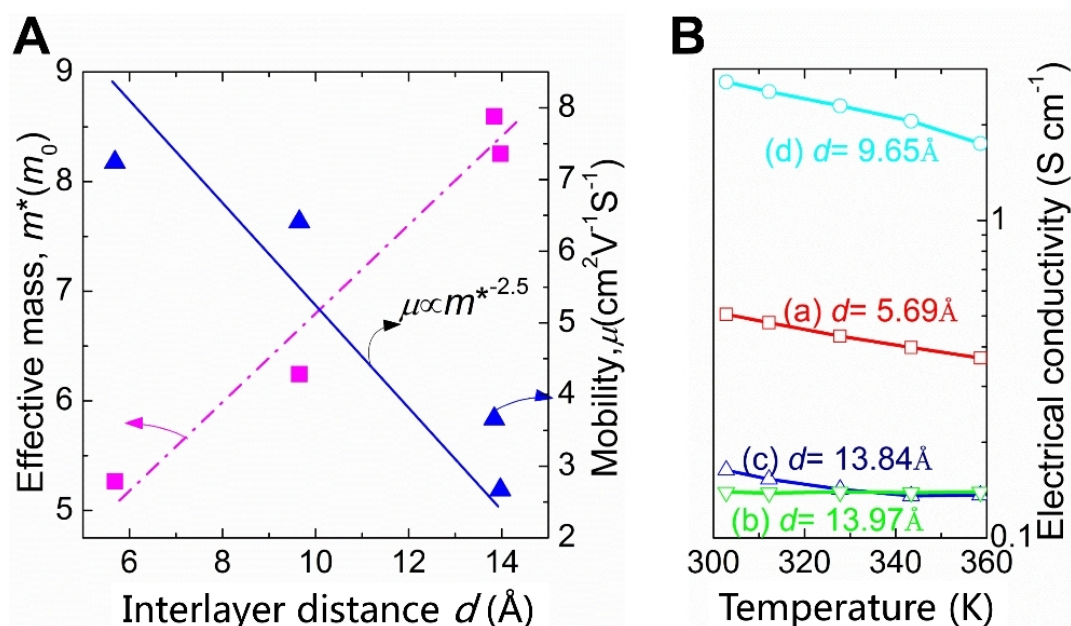 A
Effective mass, m*(m₀)
9
8
7
6
5
4 6 8 10 12 14
Interlayer distance d (Å)
μ∝m*⁻²·⁵
8
7
6
5
4
3
2
Mobility,μ(cm²V⁻¹S⁻¹)
B
(d) d= 9.65Å
(a) d= 5.69Å
(c) d= 13.84Å
(b) d= 13.97Å
1
0.1
Electrical conductivity (S cm⁻¹)
300 320 340 360
Temperature (K)